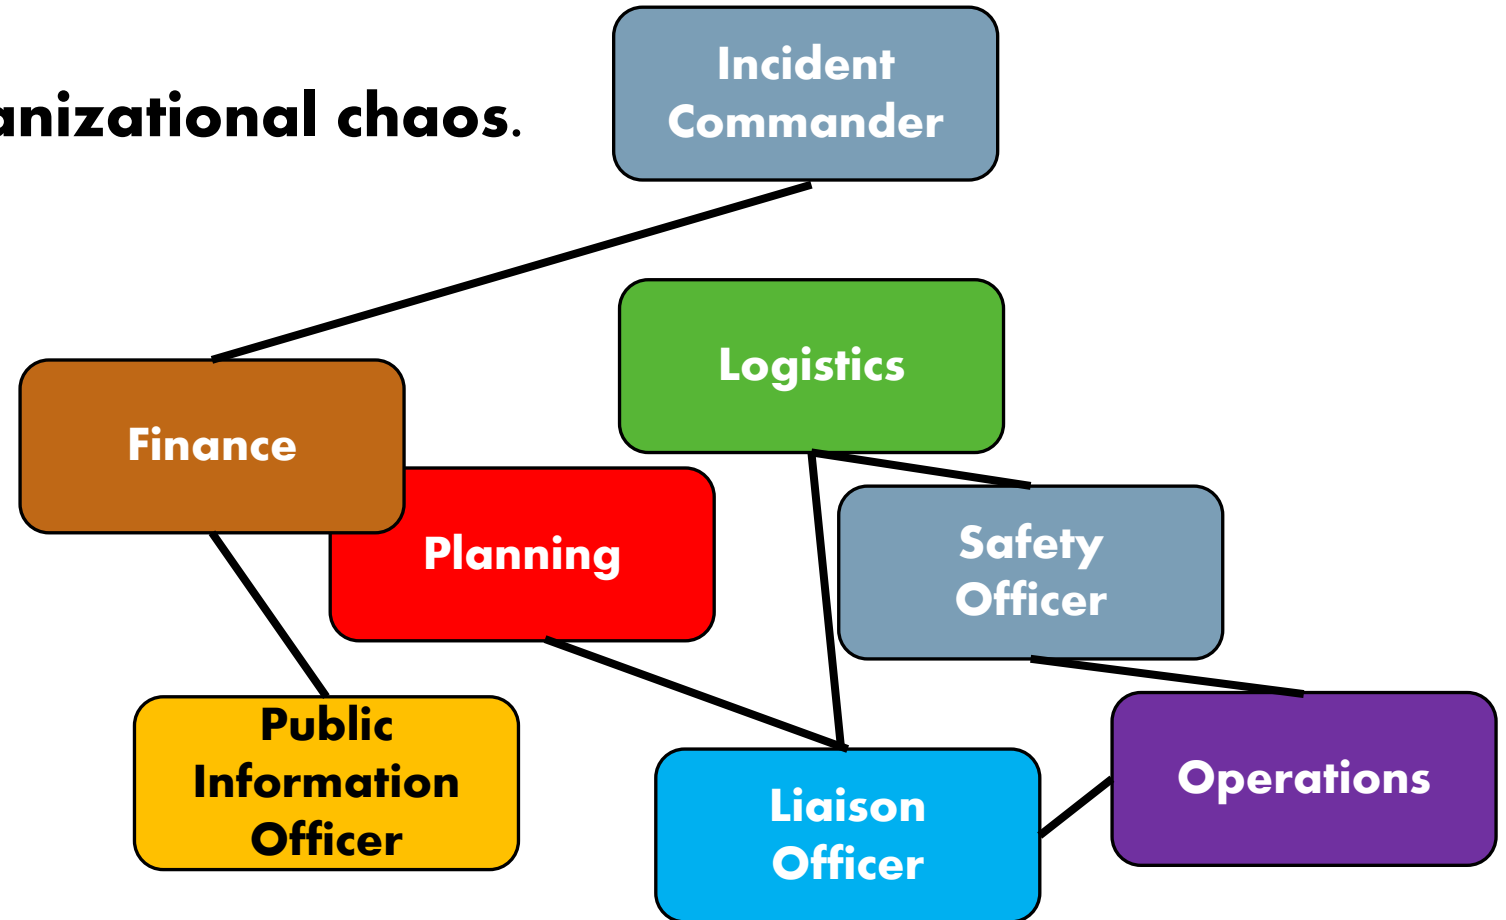 Incident
Commander
anizational chaos.
Logistics
Finance
Planning
Safety
Officer
Public
Information
Officer
Operations
Liaison
Officer